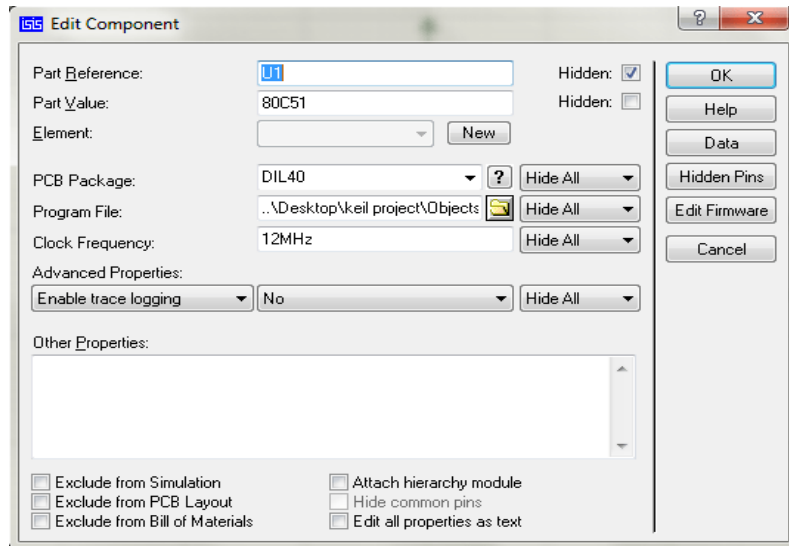 isis Edit Component
? X
Part Reference: U1 Hidden:
Part Value: 80C51 Hidden:
Element: New
PCB Package: DIL40 ? Hide All
Program File: ..\Desktop\keil project\Objects Hide All
Clock Frequency: 12MHz Hide All
Advanced Properties:
Enable trace logging No Hide All
Other Properties:
Exclude from Simulation Attach hierarchy module
Exclude from PCB Layout Hide common pins
Exclude from Bill of Materials Edit all properties as text
OK
Help
Data
Hidden Pins
Edit Firmware
Cancel